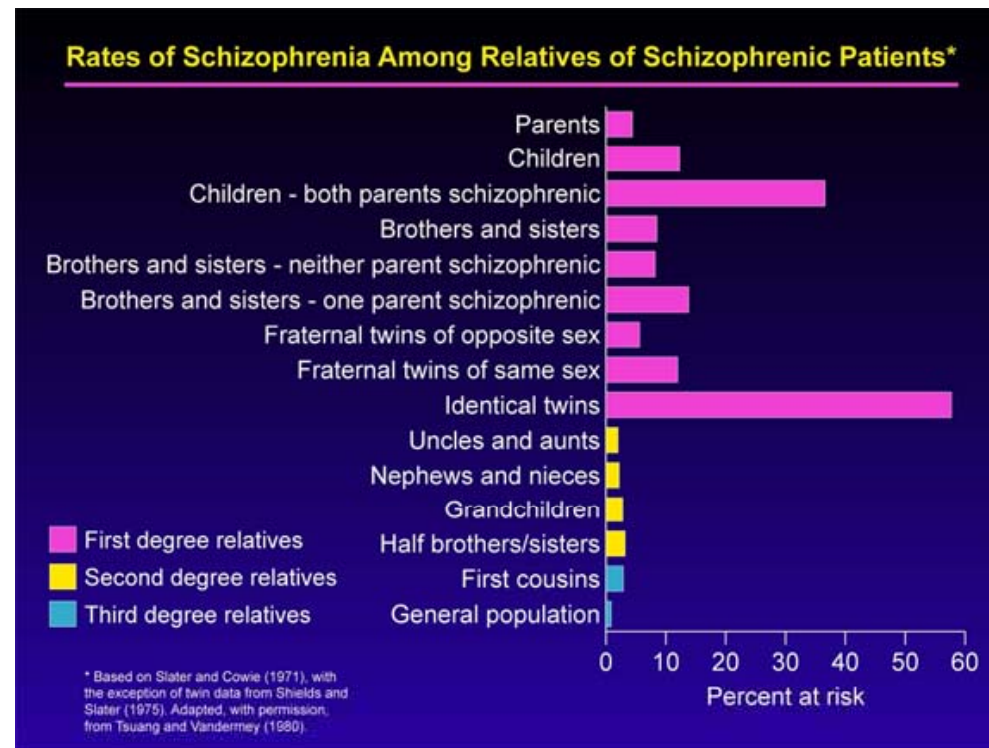 Rates of Schizophrenia Among Relatives of Schizophrenic Patients*
Parents
Children
Children - both parents schizophrenic
Brothers and sisters
Brothers and sisters - neither parent schizophrenic
Brothers and sisters - one parent schizophrenic
Fraternal twins of opposite sex
Fraternal twins of same sex
Identical twins
Uncles and aunts
Nephews and nieces
Grandchildren
Half brothers/sisters
First cousins
General population
First degree relatives
Second degree relatives
Third degree relatives
0 10 20 30 40 50 60
Percent at risk
* Based on Slater and Cowie (1971), with
the exception of twin data from Shields and
Slater (1975). Adapted, with permission,
from Tsuang and Vandermey (1980).